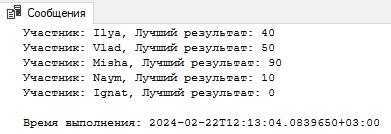 Сообщения
Участник: Ilya, Лучший результат: 40
Участник: Vlad, Лучший результат: 50
Участник: Misha, Лучший результат: 90
Участник: Naym, Лучший результат: 10
Участник: Ignat, Лучший результат: 0
Время выполнения: 2024-02-22T12:13:04.0839650+03:00